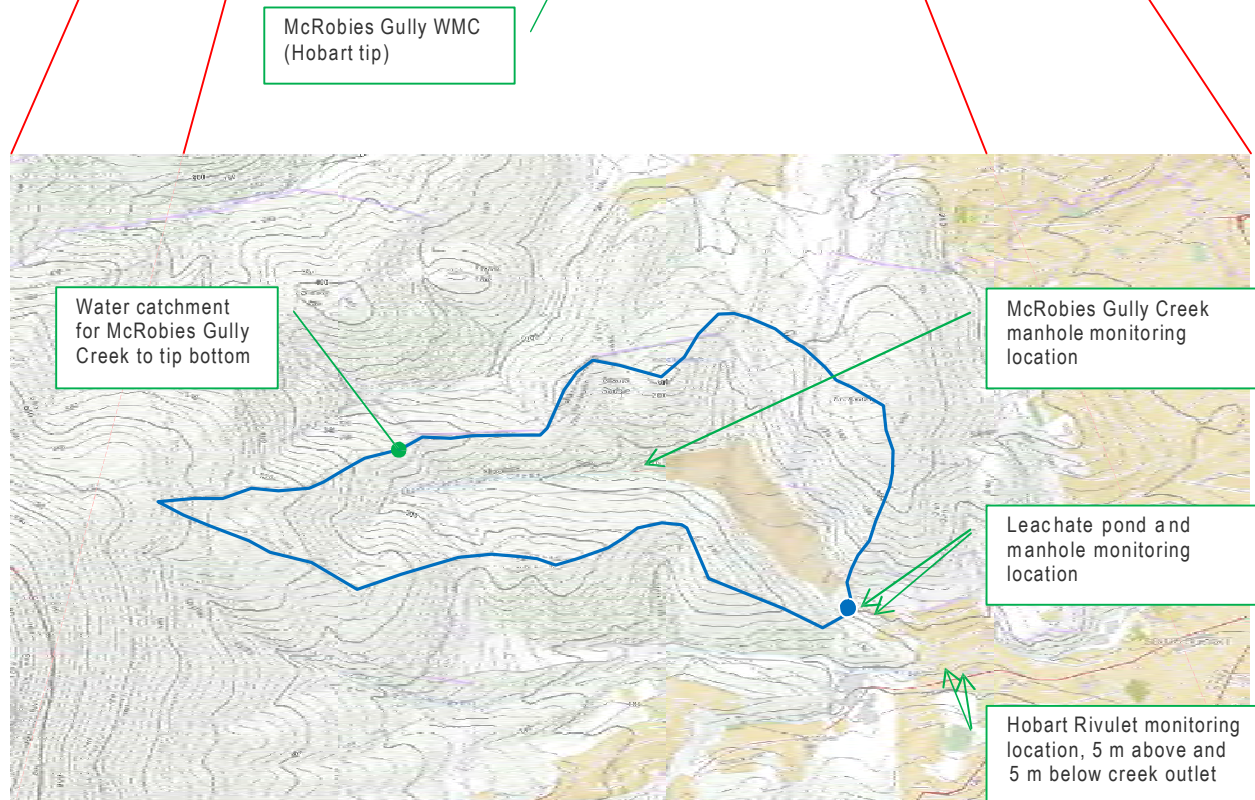 McRobies Gully WMC
(Hobart tip)
Water catchment
for McRobies Gully
Creek to tip bottom
McRobies Gully Creek
manhole monitoring
location
Leachate pond and
manhole monitoring
location
Hobart Rivulet monitoring
location, 5 m above and
5 m below creek outlet